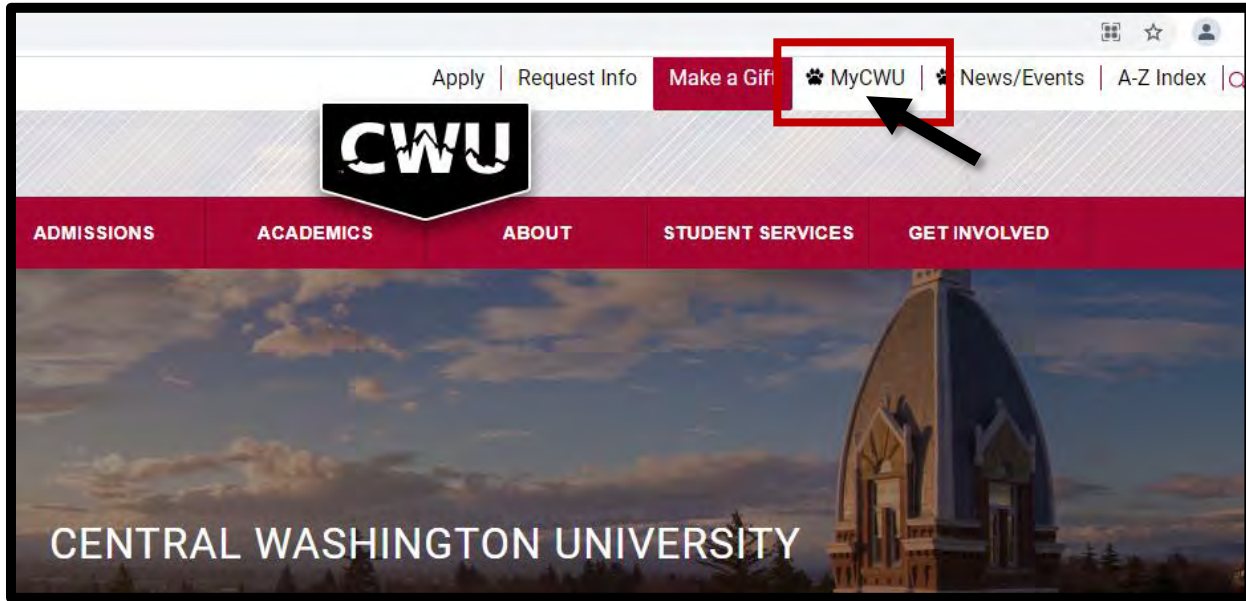 Apply | Request Info Make a Gift MyCWU | News/Events | A-Z Index |
CWU
ADMISSIONS ACADEMICS ABOUT STUDENT SERVICES GET INVOLVED
CENTRAL WASHINGTON UNIVERSITY